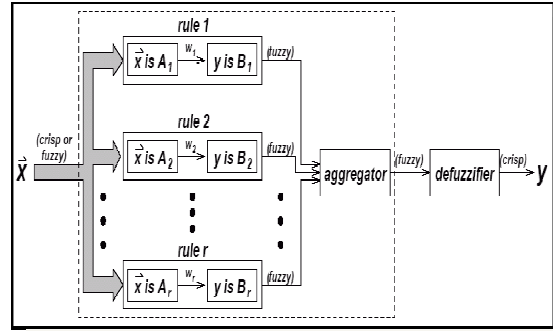 rule 1
x is A1 w1 y is B1 (fuzzy)
rule 2
(crisp or fuzzy)
x is A2 w2 y is B2 (fuzzy)
x
aggregator (fuzzy) defuzzifier (crisp) y
rule r
x is Ar wr y is Br (fuzzy)